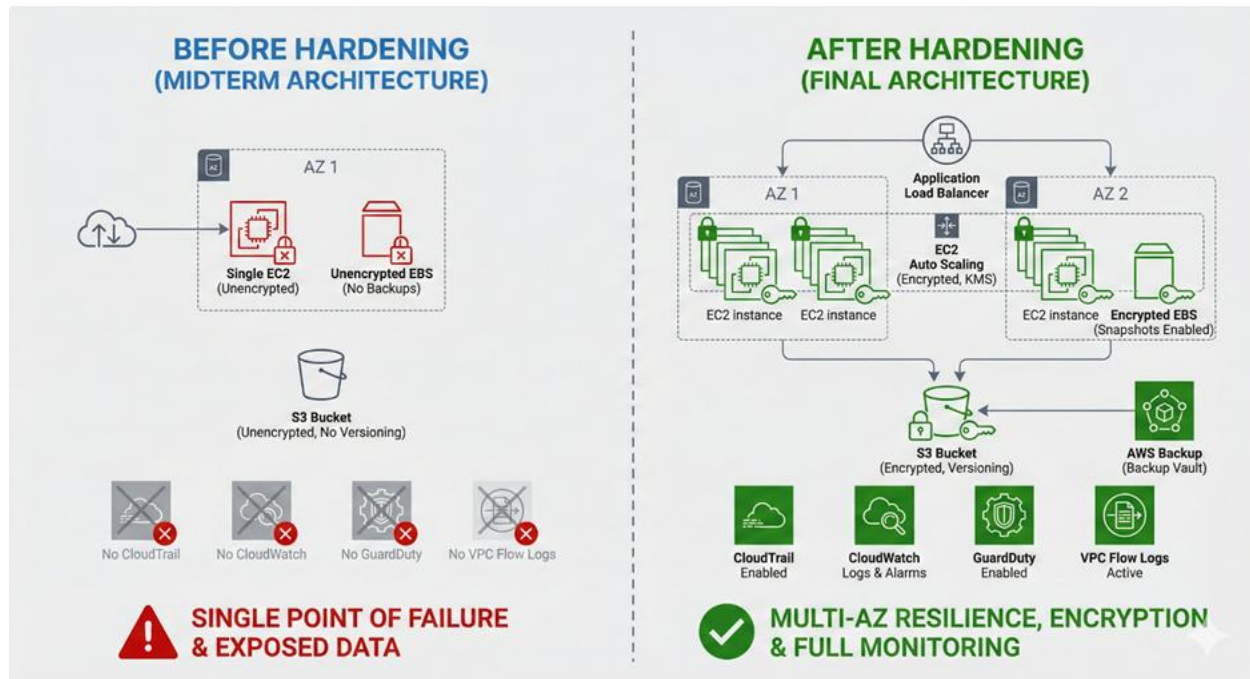 BEFORE HARDENING
(MIDTERM ARCHITECTURE)
AZ
AZ 1
Single EC2
(Unencrypted)
Unencrypted EBS
(No Backups)
S3 Bucket
(Unencrypted, No Versioning)
No CloudTrail
No CloudWatch
No GuardDuty
No VPC Flow Logs
SINGLE POINT OF FAILURE
& EXPOSED DATA
AFTER HARDENING
(FINAL ARCHITECTURE)
Application
Load Balancer
AZ
AZ 1
AZ
AZ 2
EC2
Auto Scaling
(Encrypted, KMS)
EC2 instance
EC2 instance
EC2 instance
Encrypted EBS
(Snapshots Enabled)
S3 Bucket
(Encrypted, Versioning)
AWS Backup
(Backup Vault)
CloudTrail
Enabled
CloudWatch
Logs & Alarms
GuardDuty
Enabled
VPC Flow Logs
Active
MULTI-AZ RESILIENCE, ENCRYPTION
& FULL MONITORING